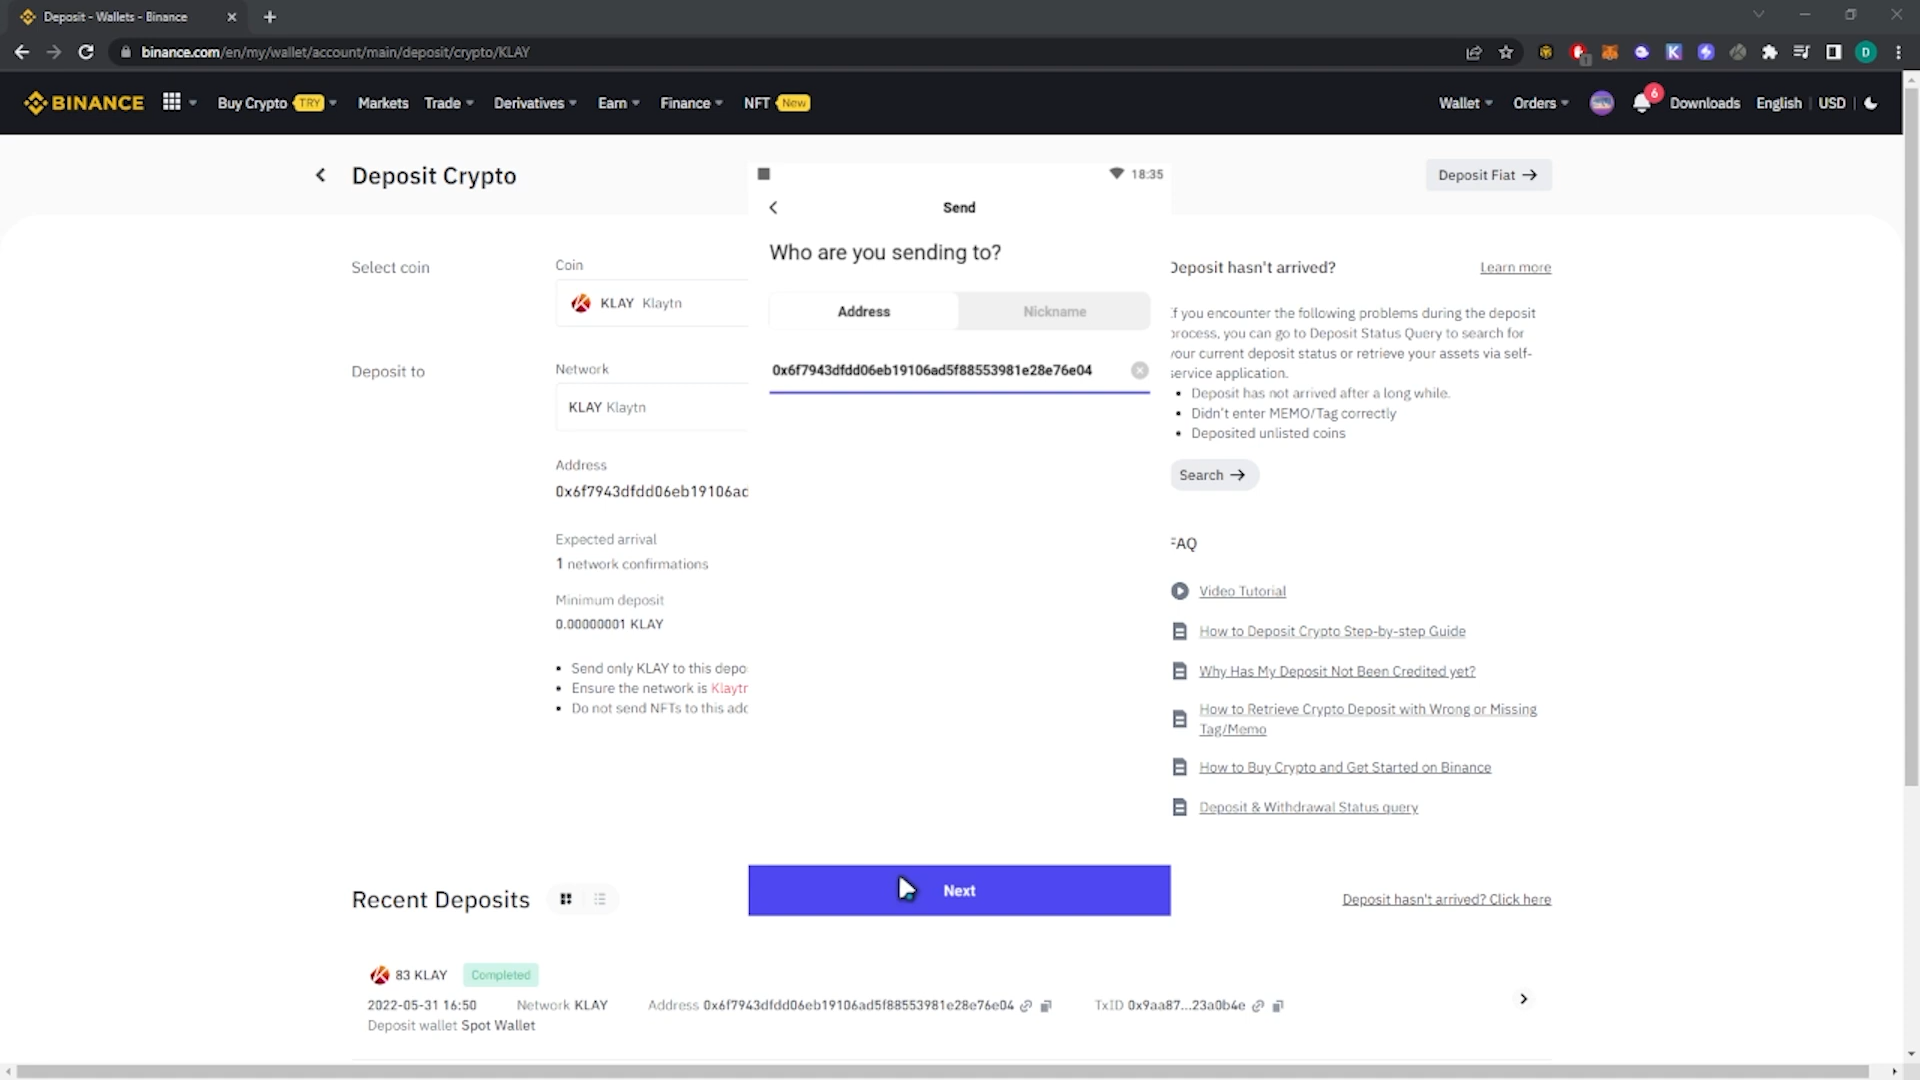 Deposit - Wallets - Binance
binance.com/en/my/wallet/account/main/deposit/crypto/KLAY
BINANCE Buy Crypto TRY Markets Trade Derivatives Earn Finance NFT New Wallet Orders 6 Downloads English USD
Deposit Crypto
Deposit Fiat
18:35
Send
Who are you sending to?
Address Nickname
0x6f7943dfdd06eb19106ad5f88553981e28e76e04
Next
Select coin
Coin
KLAY Klaytn
Deposit to
Network
KLAY Klaytn
Address
0x6f7943dfdd06eb19106ad
Expected arrival
1 network confirmations
Minimum deposit
0.00000001 KLAY
Send only KLAY to this depo
Ensure the network is Klaytn
Do not send NFTs to this add
Deposit hasn't arrived? Learn more
If you encounter the following problems during the deposit
process, you can go to Deposit Status Query to search for
your current deposit status or retrieve your assets via self-
service application.
Deposit has not arrived after a long while.
Didn't enter MEMO/Tag correctly
Deposited unlisted coins
Search
FAQ
Video Tutorial
How to Deposit Crypto Step-by-step Guide
Why Has My Deposit Not Been Credited yet?
How to Retrieve Crypto Deposit with Wrong or Missing
Tag/Memo
How to Buy Crypto and Get Started on Binance
Deposit & Withdrawal Status query
Recent Deposits
Deposit hasn't arrived? Click here
83 KLAY Completed
2022-05-31 16:50 Network KLAY Address 0x6f7943dfdd06eb19106ad5f88553981e28e76e04 TxID 0x9aa87...23a0b4e
Deposit wallet Spot Wallet